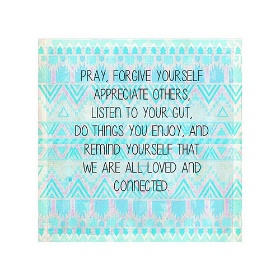 PRAY, FORGIVE YOURSELF
APPRECIATE OTHERS,
LISTEN TO YOUR GUT,
DO THINGS YOU ENJOY, AND
REMIND YOURSELF THAT
WE ARE ALL LOVED AND
CONNECTED.